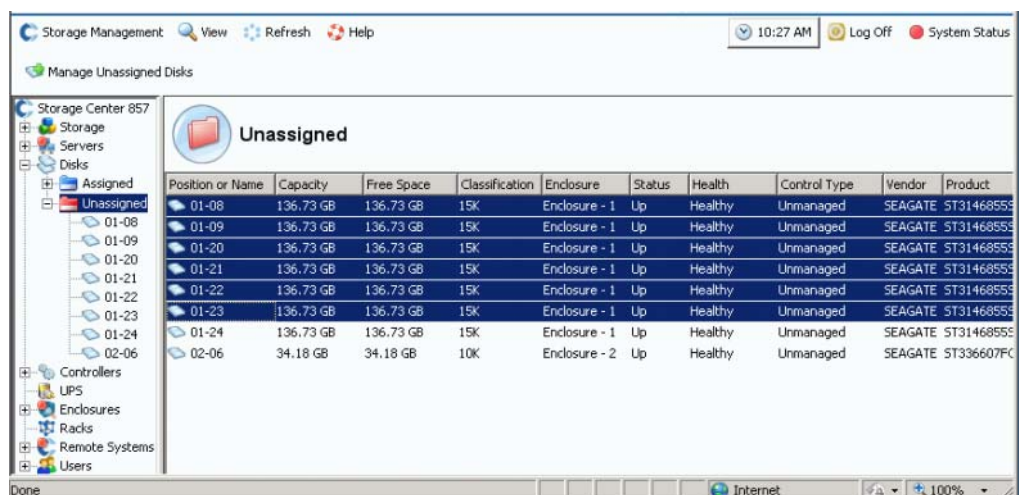 Storage Management View Refresh Help 10:27 AM Log Off System Status
Manage Unassigned Disks
Storage Center 857
Storage
Servers
Disks
Assigned
Unassigned
01-08
01-09
01-20
01-21
01-22
01-23
01-24
02-06
Controllers
UPS
Enclosures
Racks
Remote Systems
Users
Unassigned
Position or Name Capacity Free Space Classification Enclosure Status Health Control Type Vendor Product
01-08 136.73 GB 136.73 GB 15K Enclosure - 1 Up Healthy Unmanaged SEAGATE ST3146855S
01-09 136.73 GB 136.73 GB 15K Enclosure - 1 Up Healthy Unmanaged SEAGATE ST3146855S
01-20 136.73 GB 136.73 GB 15K Enclosure - 1 Up Healthy Unmanaged SEAGATE ST3146855S
01-21 136.73 GB 136.73 GB 15K Enclosure - 1 Up Healthy Unmanaged SEAGATE ST3146855S
01-22 136.73 GB 136.73 GB 15K Enclosure - 1 Up Healthy Unmanaged SEAGATE ST3146855S
01-23 136.73 GB 136.73 GB 15K Enclosure - 1 Up Healthy Unmanaged SEAGATE ST3146855S
01-24 136.73 GB 136.73 GB 15K Enclosure - 1 Up Healthy Unmanaged SEAGATE ST3146855S
02-06 34.18 GB 34.18 GB 10K Enclosure - 2 Up Healthy Unmanaged SEAGATE ST336607FC
Done Internet 100%